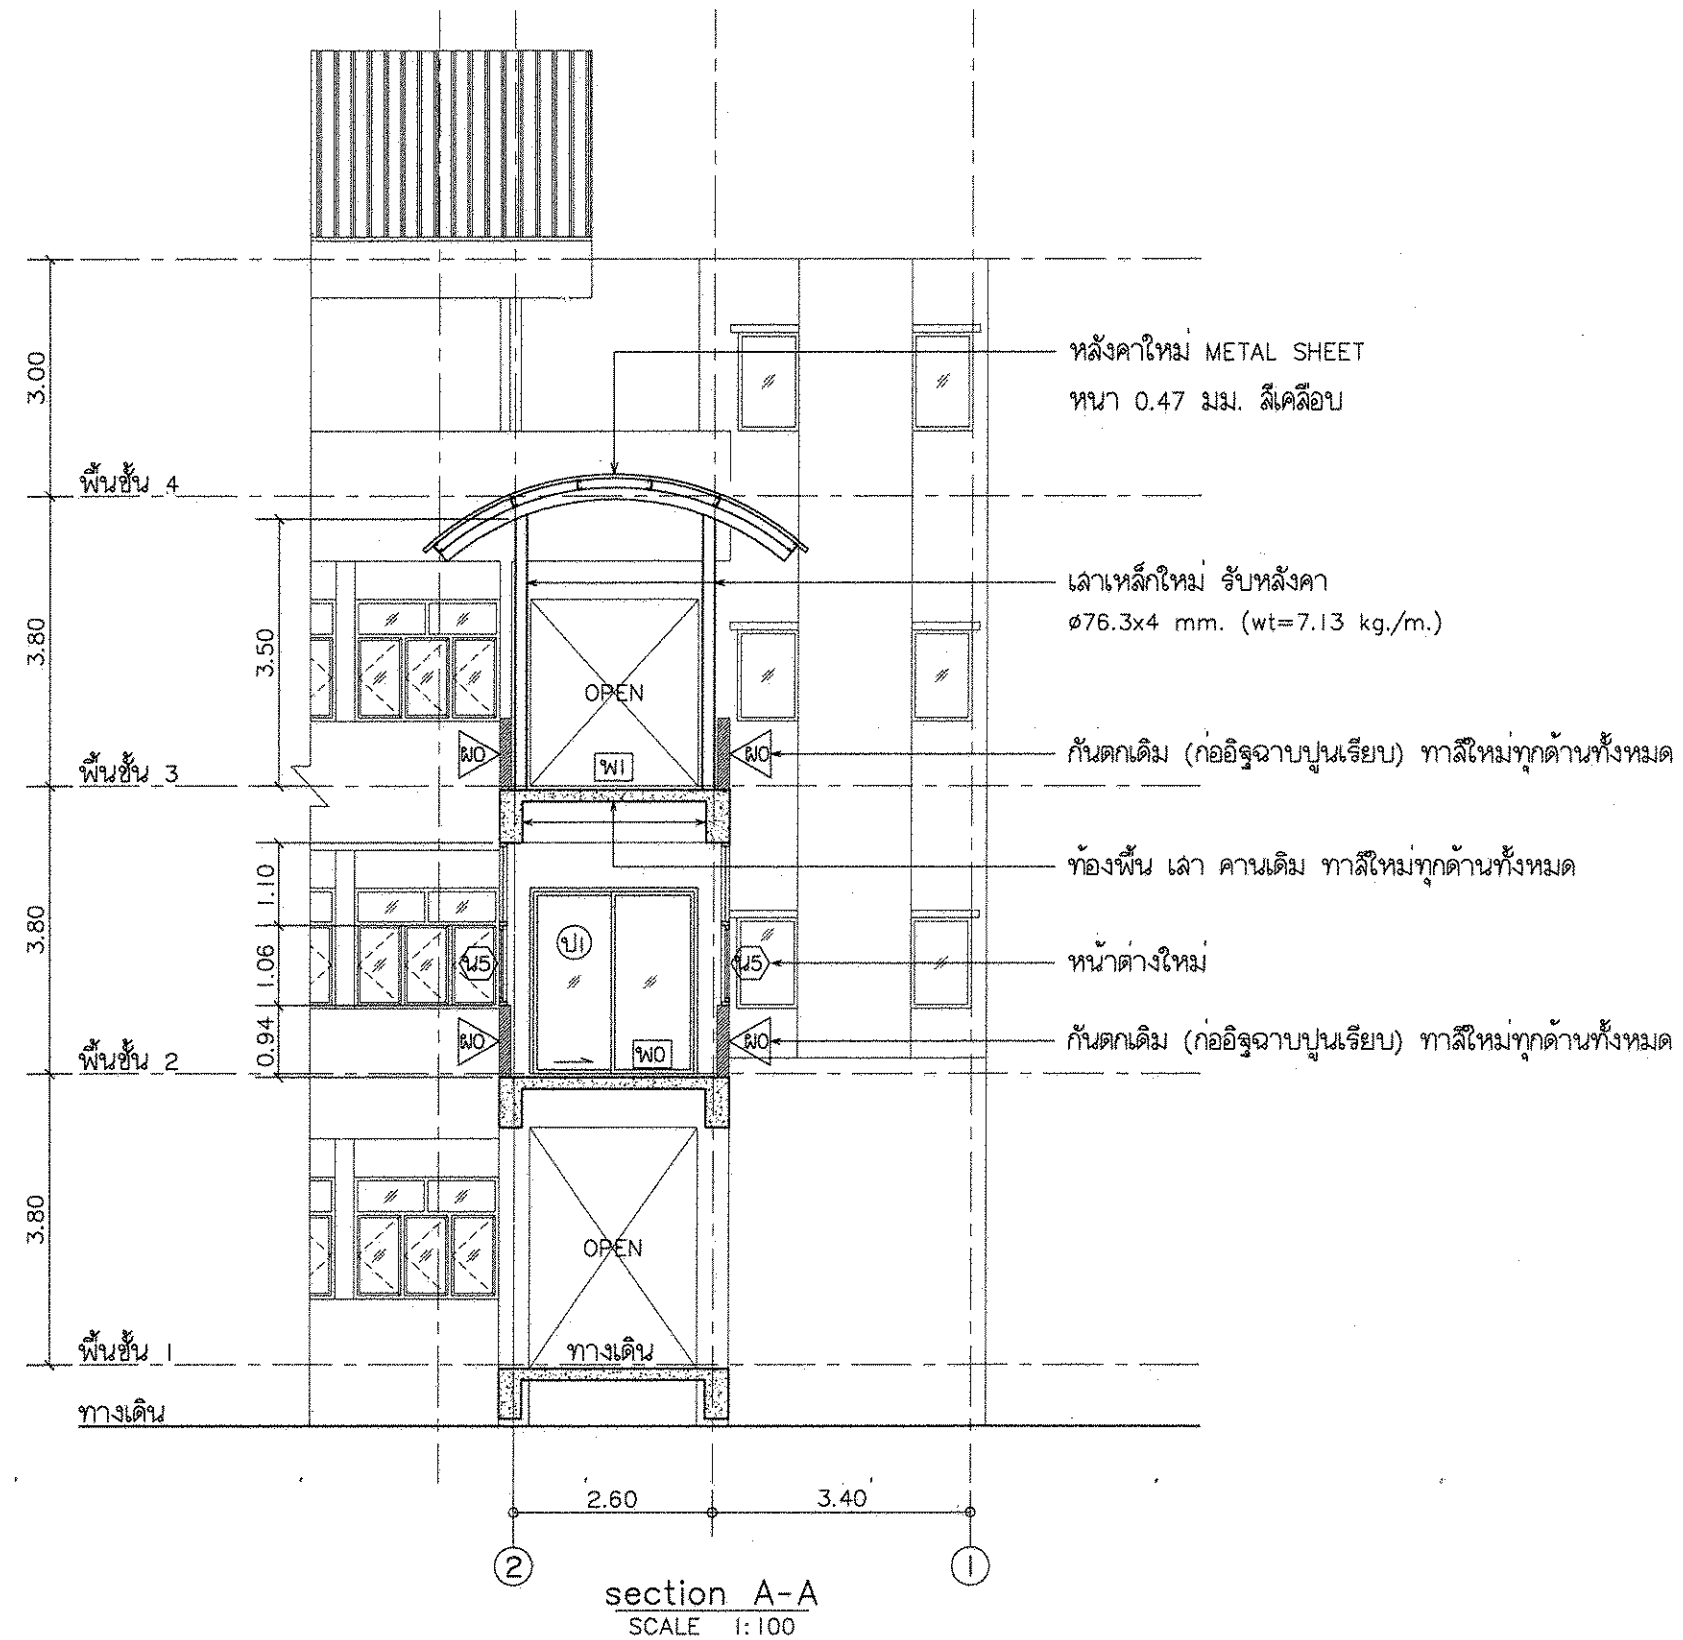 หลังคาใหม่ METAL SHEET
หนา 0.47 มม. สีเคลือบ
3.00
พื้นชั้น 4
เสาเหล็กใหม่ รับหลังคา
ø76.3x4 mm. (wt=7.13 kg./m.)
3.80
3.50
OPEN
ผ0
พ1
ผ0
กันตกเดิม (ก่ออิฐฉาบปูนเรียบ) ทาสีใหม่ทุกด้านทั้งหมด
พื้นชั้น 3
ท้องพื้น เสา คานเดิม ทาสีใหม่ทุกด้านทั้งหมด
3.80
1.10
ป1
1.06
น5
น5
หน้าต่างใหม่
0.94
ผ0
พ0
ผ0
กันตกเดิม (ก่ออิฐฉาบปูนเรียบ) ทาสีใหม่ทุกด้านทั้งหมด
พื้นชั้น 2
3.80
OPEN
พื้นชั้น 1
ทางเดิน
ทางเดิน
2.60
3.40
2
1
section A-A
SCALE 1:100